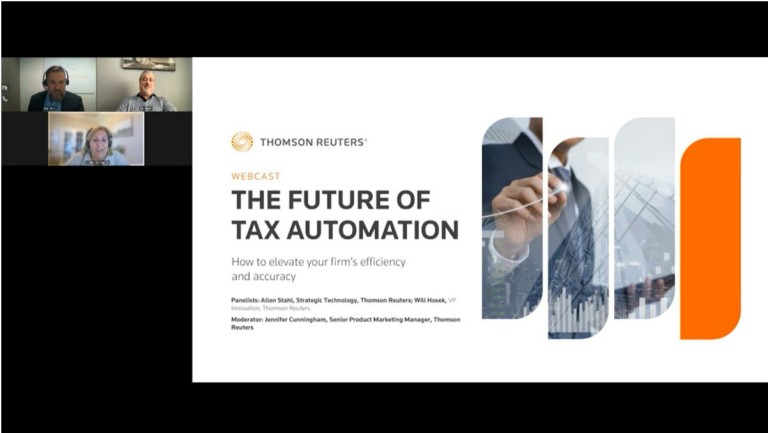 THOMSON REUTERS®
WEBCAST
THE FUTURE OF
TAX AUTOMATION
How to elevate your firm's efficiency
and accuracy
Panelists: Allen Stahl, Strategic Technology, Thomson Reuters; Will Hosek, VP
Innovation, Thomson Reuters
Moderator: Jennifer Cunningham, Senior Product Marketing Manager, Thomson
Reuters